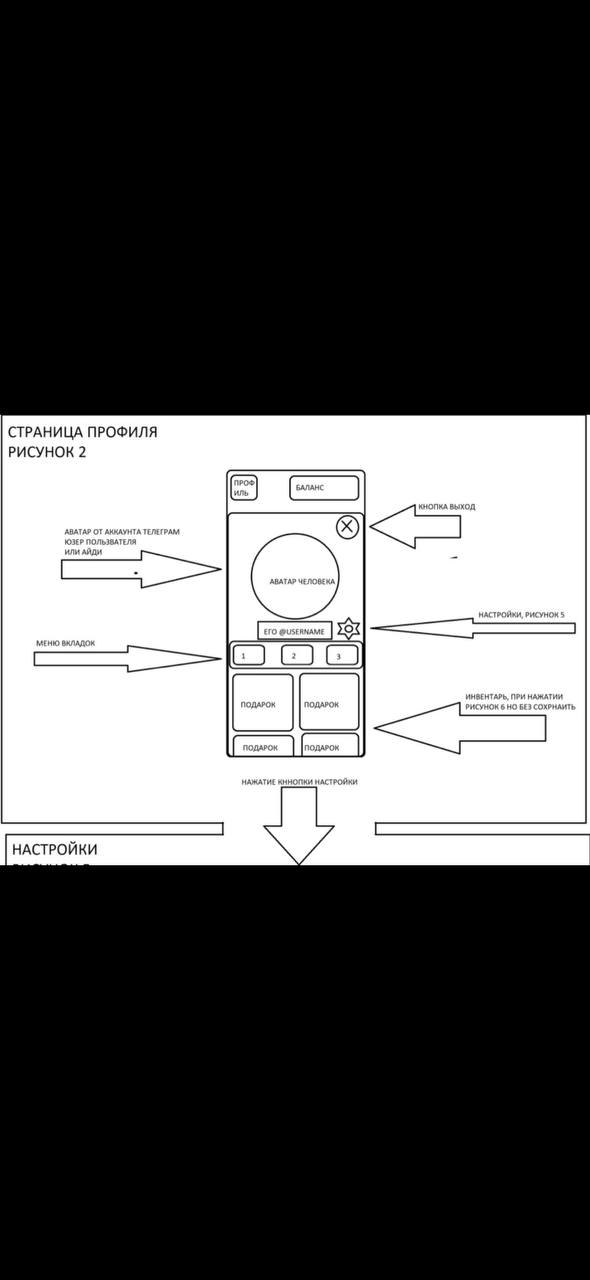 СТРАНИЦА ПРОФИЛЯ
РИСУНОК 2
ПРОФ
ИЛЬ
БАЛАНС
КНОПКА ВЫХОД
АВАТАР ОТ АККАУНТА ТЕЛЕГРАМ
ЮЗЕР ПОЛЬЗВАТЕЛЯ
ИЛИ АЙДИ
АВАТАР ЧЕЛОВЕКА
НАСТРОЙКИ, РИСУНОК 5
ЕГО @USERNAME
МЕНЮ ВКЛАДОК
1
2
3
ИНВЕНТАРЬ, ПРИ НАЖАТИИ
РИСУНОК 6 НО БЕЗ СОХРНАИТЬ
ПОДАРОК
ПОДАРОК
ПОДАРОК
ПОДАРОК
НАЖАТИЕ КННОПКИ НАСТРОЙКИ
НАСТРОЙКИ